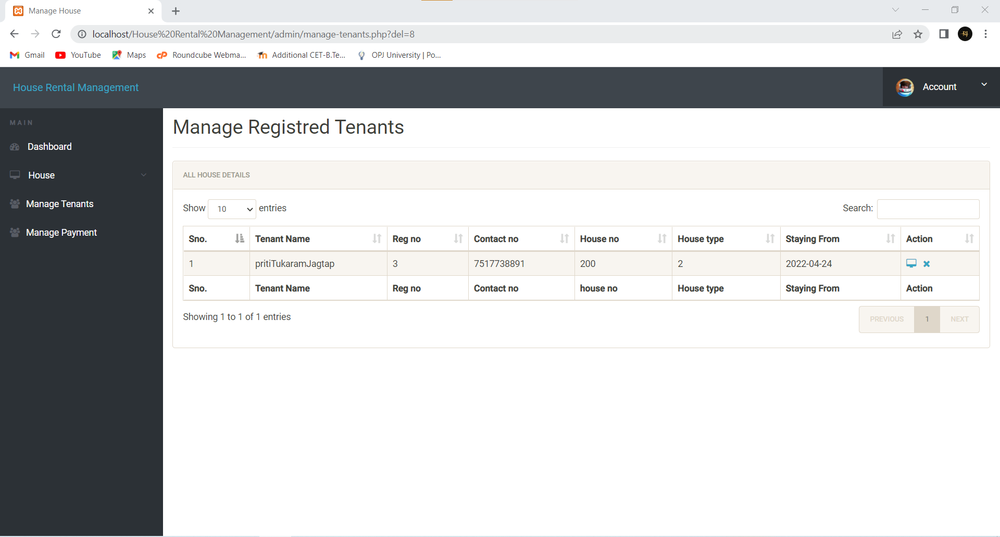 Manage House
localhost/House%20Rental%20Management/admin/manage-tenants.php?del=8
Gmail YouTube Maps Roundcube Webma... Additional CET-B.Te... OPJ University | Po...
House Rental Management
Account
MAIN
Dashboard
House
Manage Tenants
Manage Payment
Manage Registred Tenants
ALL HOUSE DETAILS
Show 10 entries
Search:
Sno. Tenant Name Reg no Contact no House no House type Staying From Action
1 pritiTukaramJagtap 3 7517738891 200 2 2022-04-24
Sno. Tenant Name Reg no Contact no house no House type Staying From Action
Showing 1 to 1 of 1 entries
PREVIOUS 1 NEXT